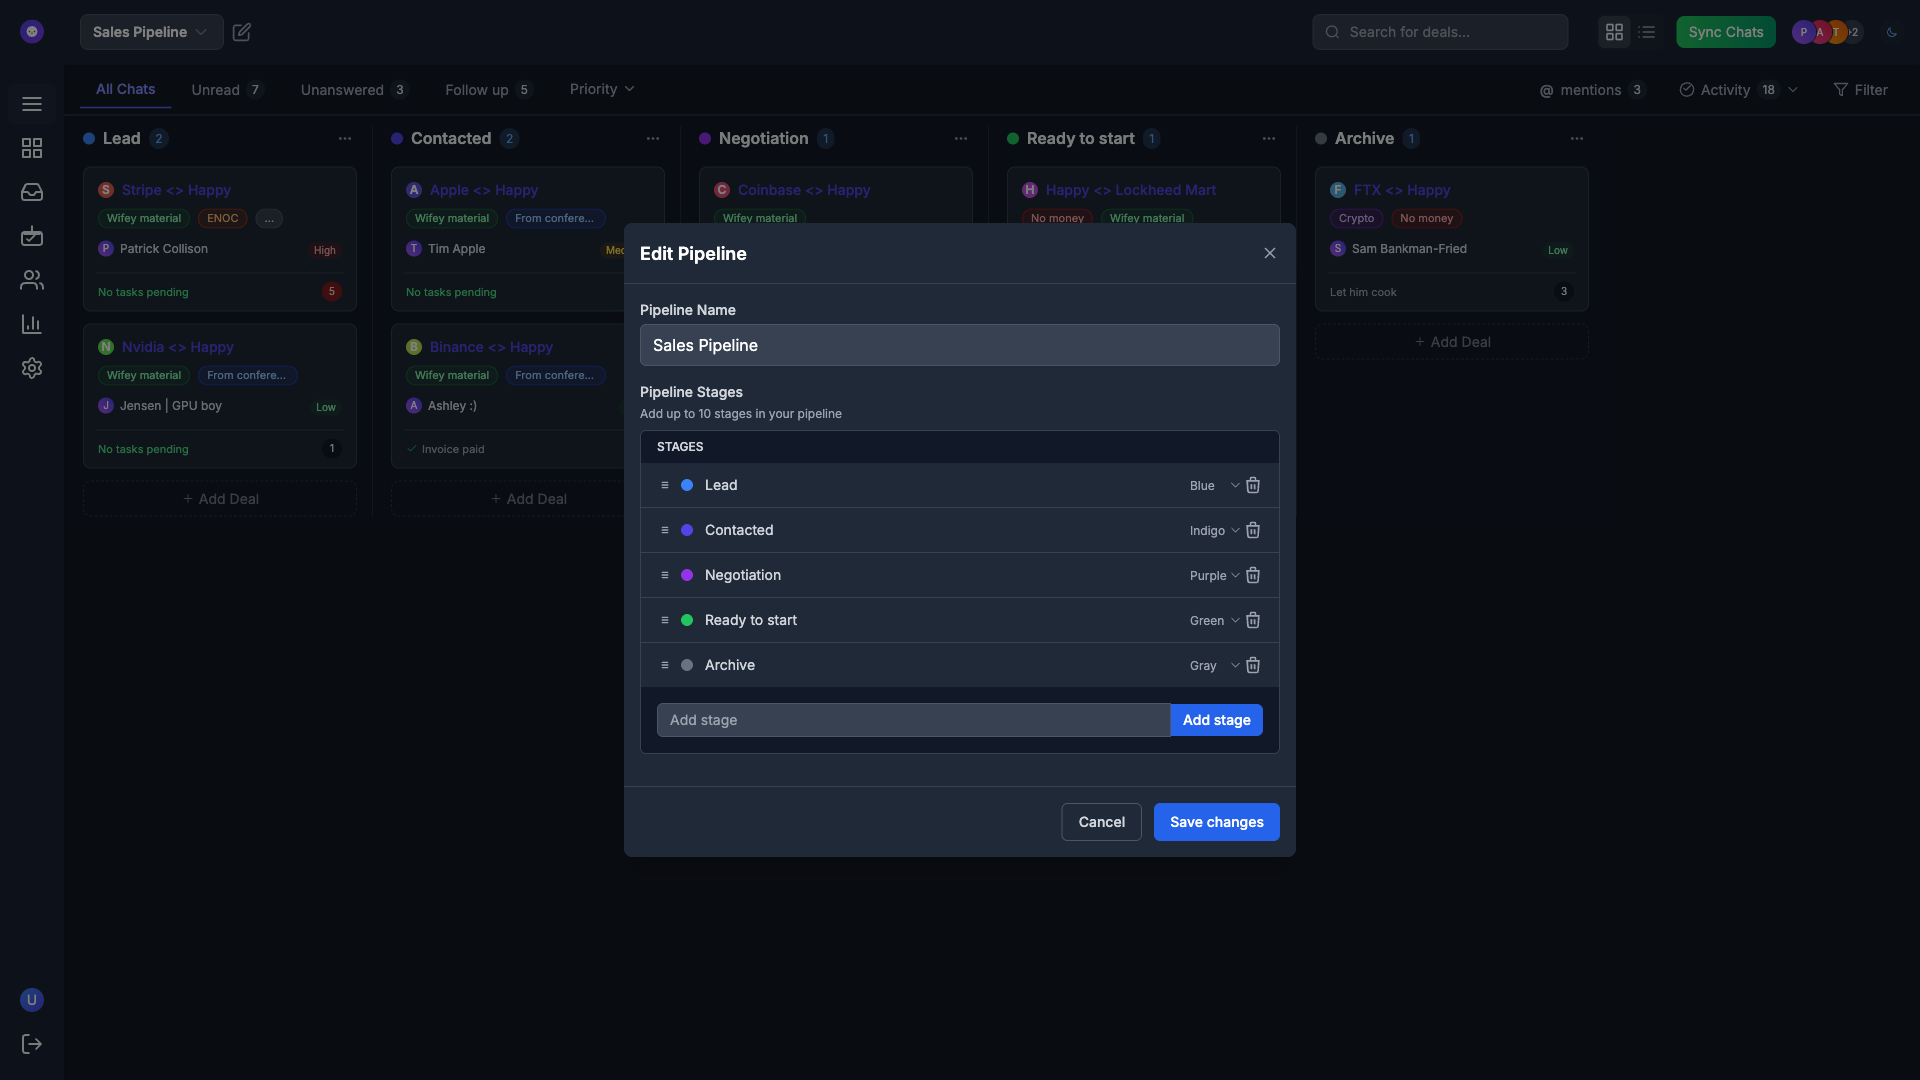 Sales Pipeline
Search for deals...
Sync Chats
P
A
T
+2
All Chats
Unread 7
Unanswered 3
Follow up 5
Priority
@ mentions 3
Activity 18
Filter
Lead 2
Contacted 2
Negotiation 1
Ready to start 1
Archive 1
S Stripe <> Happy
Wifey material ENOC ...
P Patrick Collison High
No tasks pending 5
N Nvidia <> Happy
Wifey material From confere...
J Jensen | GPU boy Low
No tasks pending 1
+ Add Deal
A Apple <> Happy
Wifey material From confere...
T Tim Apple
No tasks pending
B Binance <> Happy
Wifey material From confere...
A Ashley :)
Invoice paid
+ Add Deal
C Coinbase <> Happy
Wifey material
H Happy <> Lockheed Mart
No money Wifey material
F FTX <> Happy
Crypto No money
S Sam Bankman-Fried Low
Let him cook 3
+ Add Deal
Edit Pipeline
Pipeline Name
Sales Pipeline
Pipeline Stages
Add up to 10 stages in your pipeline
STAGES
Lead Blue
Contacted Indigo
Negotiation Purple
Ready to start Green
Archive Gray
Add stage Add stage
Cancel Save changes
U